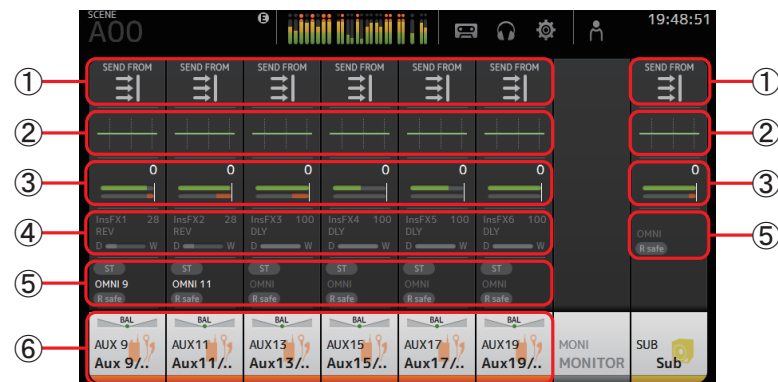 SCENE
A00
E
19:48:51
SEND FROM SEND FROM SEND FROM SEND FROM SEND FROM SEND FROM SEND FROM
① ①
② ②
0 0 0 0 0 0 0
③ ③
InsFX1 28 InsFX2 28 InsFX3 100 InsFX4 100 InsFX5 100 InsFX6 100
REV REV DLY DLY DLY DLY
D W D W D W D W D W D W
④
OMNI
R safe
⑤
ST ST ST ST ST ST
OMNI 9 OMNI 11 OMNI OMNI OMNI OMNI
R safe R safe R safe R safe R safe R safe
⑤
BAL BAL BAL BAL BAL BAL
AUX 9 AUX11 AUX13 AUX15 AUX17 AUX19 MONI SUB
Aux 9/.. Aux11/.. Aux13/.. Aux15/.. Aux17/.. Aux19/.. MONITOR Sub
⑥